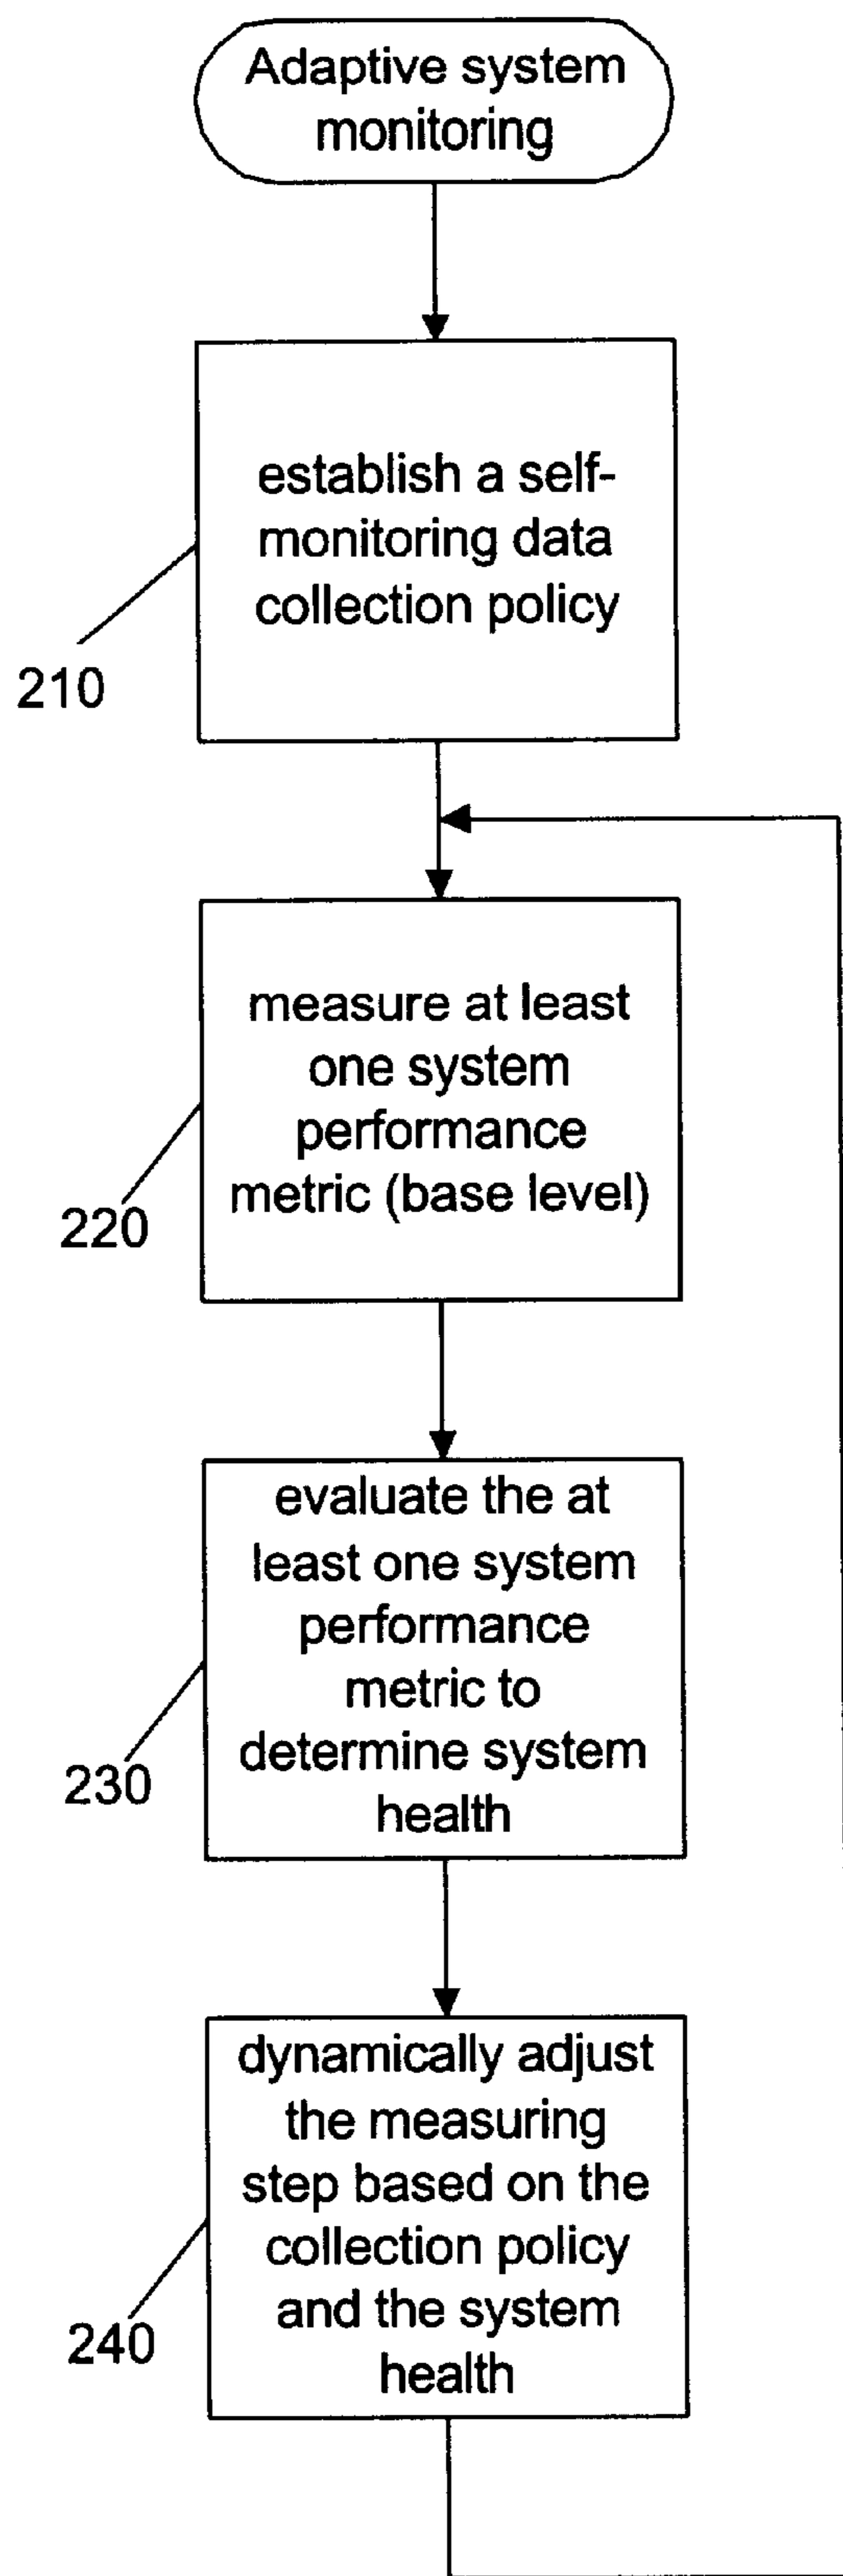 Adaptive system
monitoring
establish a self-
monitoring data
collection policy
210
measure at least
one system
performance
metric (base level)
220
evaluate the at
least one system
performance
metric to
determine system
health
230
dynamically adjust
the measuring
step based on the
collection policy
and the system
health
240